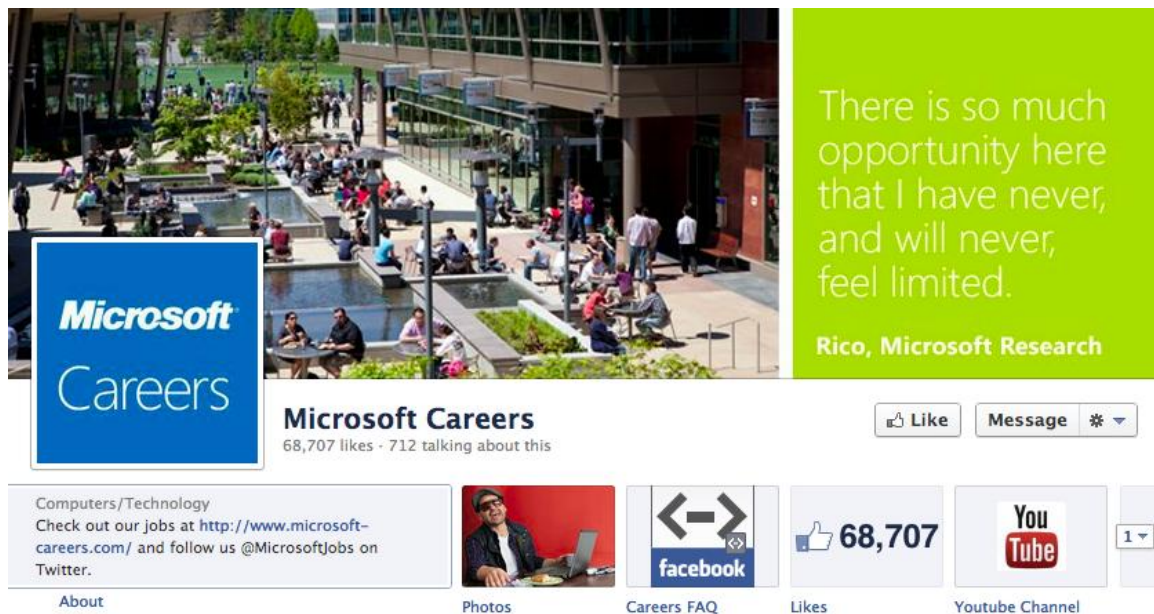 There is so much
opportunity here
that I have never,
and will never,
feel limited.
Rico, Microsoft Research
Microsoft
Careers
Microsoft Careers
68,707 likes · 712 talking about this
Like
Message
Computers/Technology
Check out our jobs at http://www.microsoft-
careers.com/ and follow us @MicrosoftJobs on
Twitter.
About
Photos
facebook
Careers FAQ
68,707
Likes
You
Tube
Youtube Channel
1